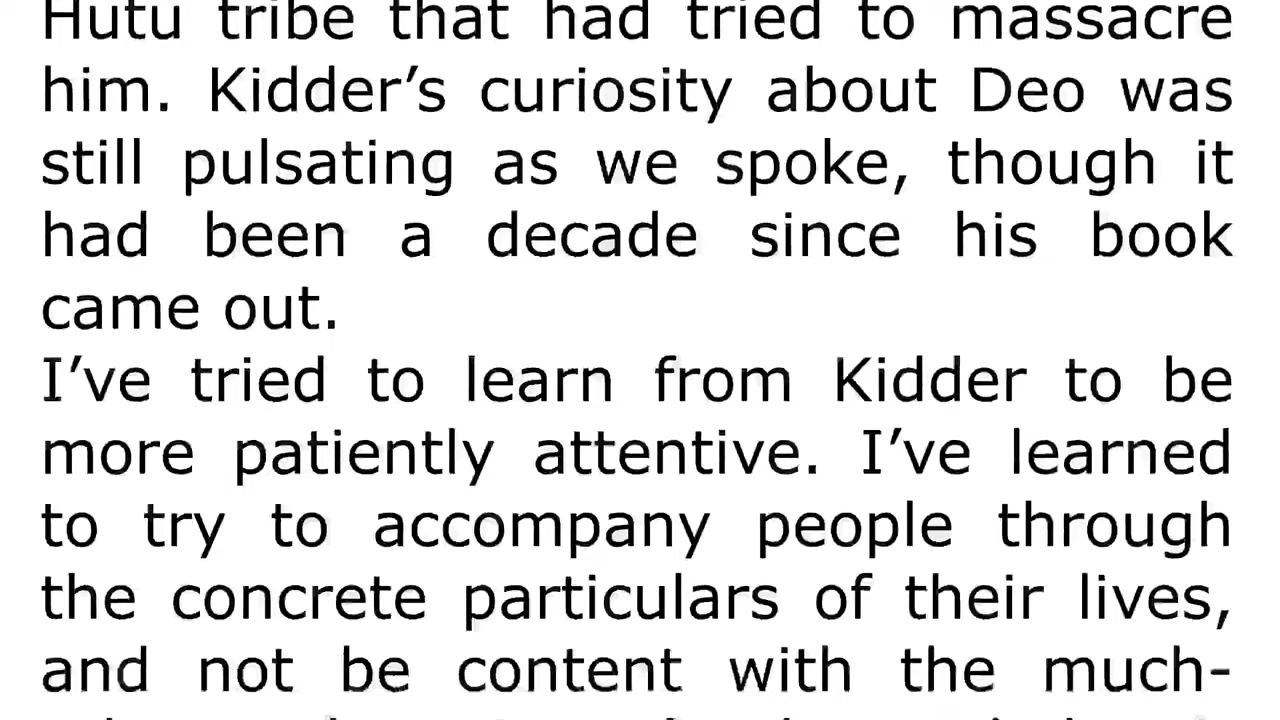 Hutu tribe that had tried to massacre
him. Kidder’s curiosity about Deo was
still pulsating as we spoke, though it
had been a decade since his book
came out.
I’ve tried to learn from Kidder to be
more patiently attentive. I’ve learned
to try to accompany people through
the concrete particulars of their lives,
and not be content with the much-